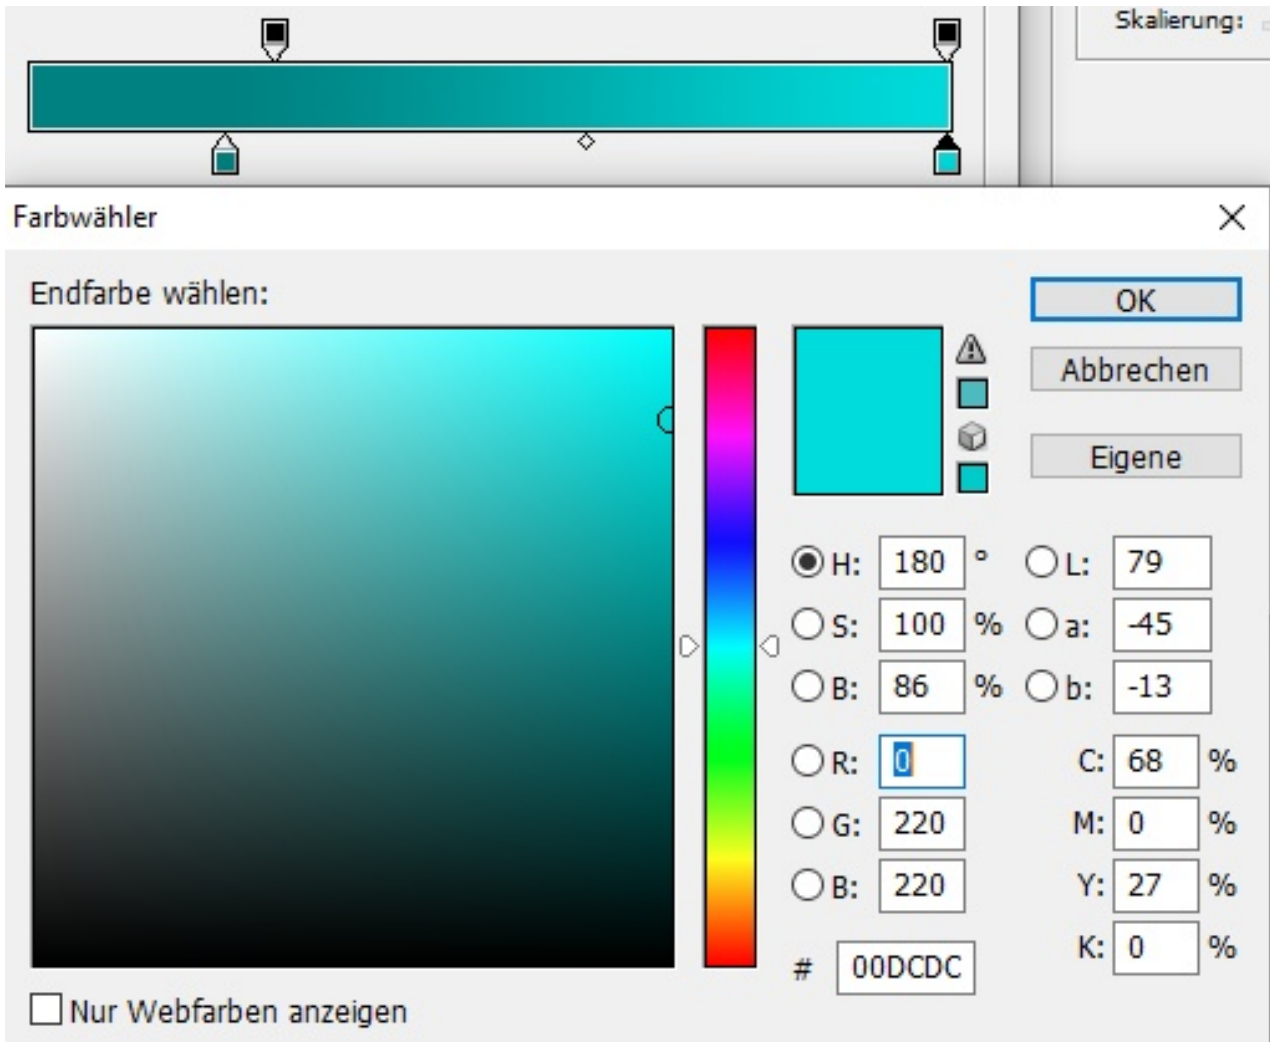 Skalierung:
Farbwähler
Endfarbe wählen:
OK
Abbrechen
Eigene
H: 180 °
S: 100 %
B: 86 %
R: 0
G: 220
B: 220
# 00DCDC
L: 79
a: -45
b: -13
C: 68 %
M: 0 %
Y: 27 %
K: 0 %
Nur Webfarben anzeigen